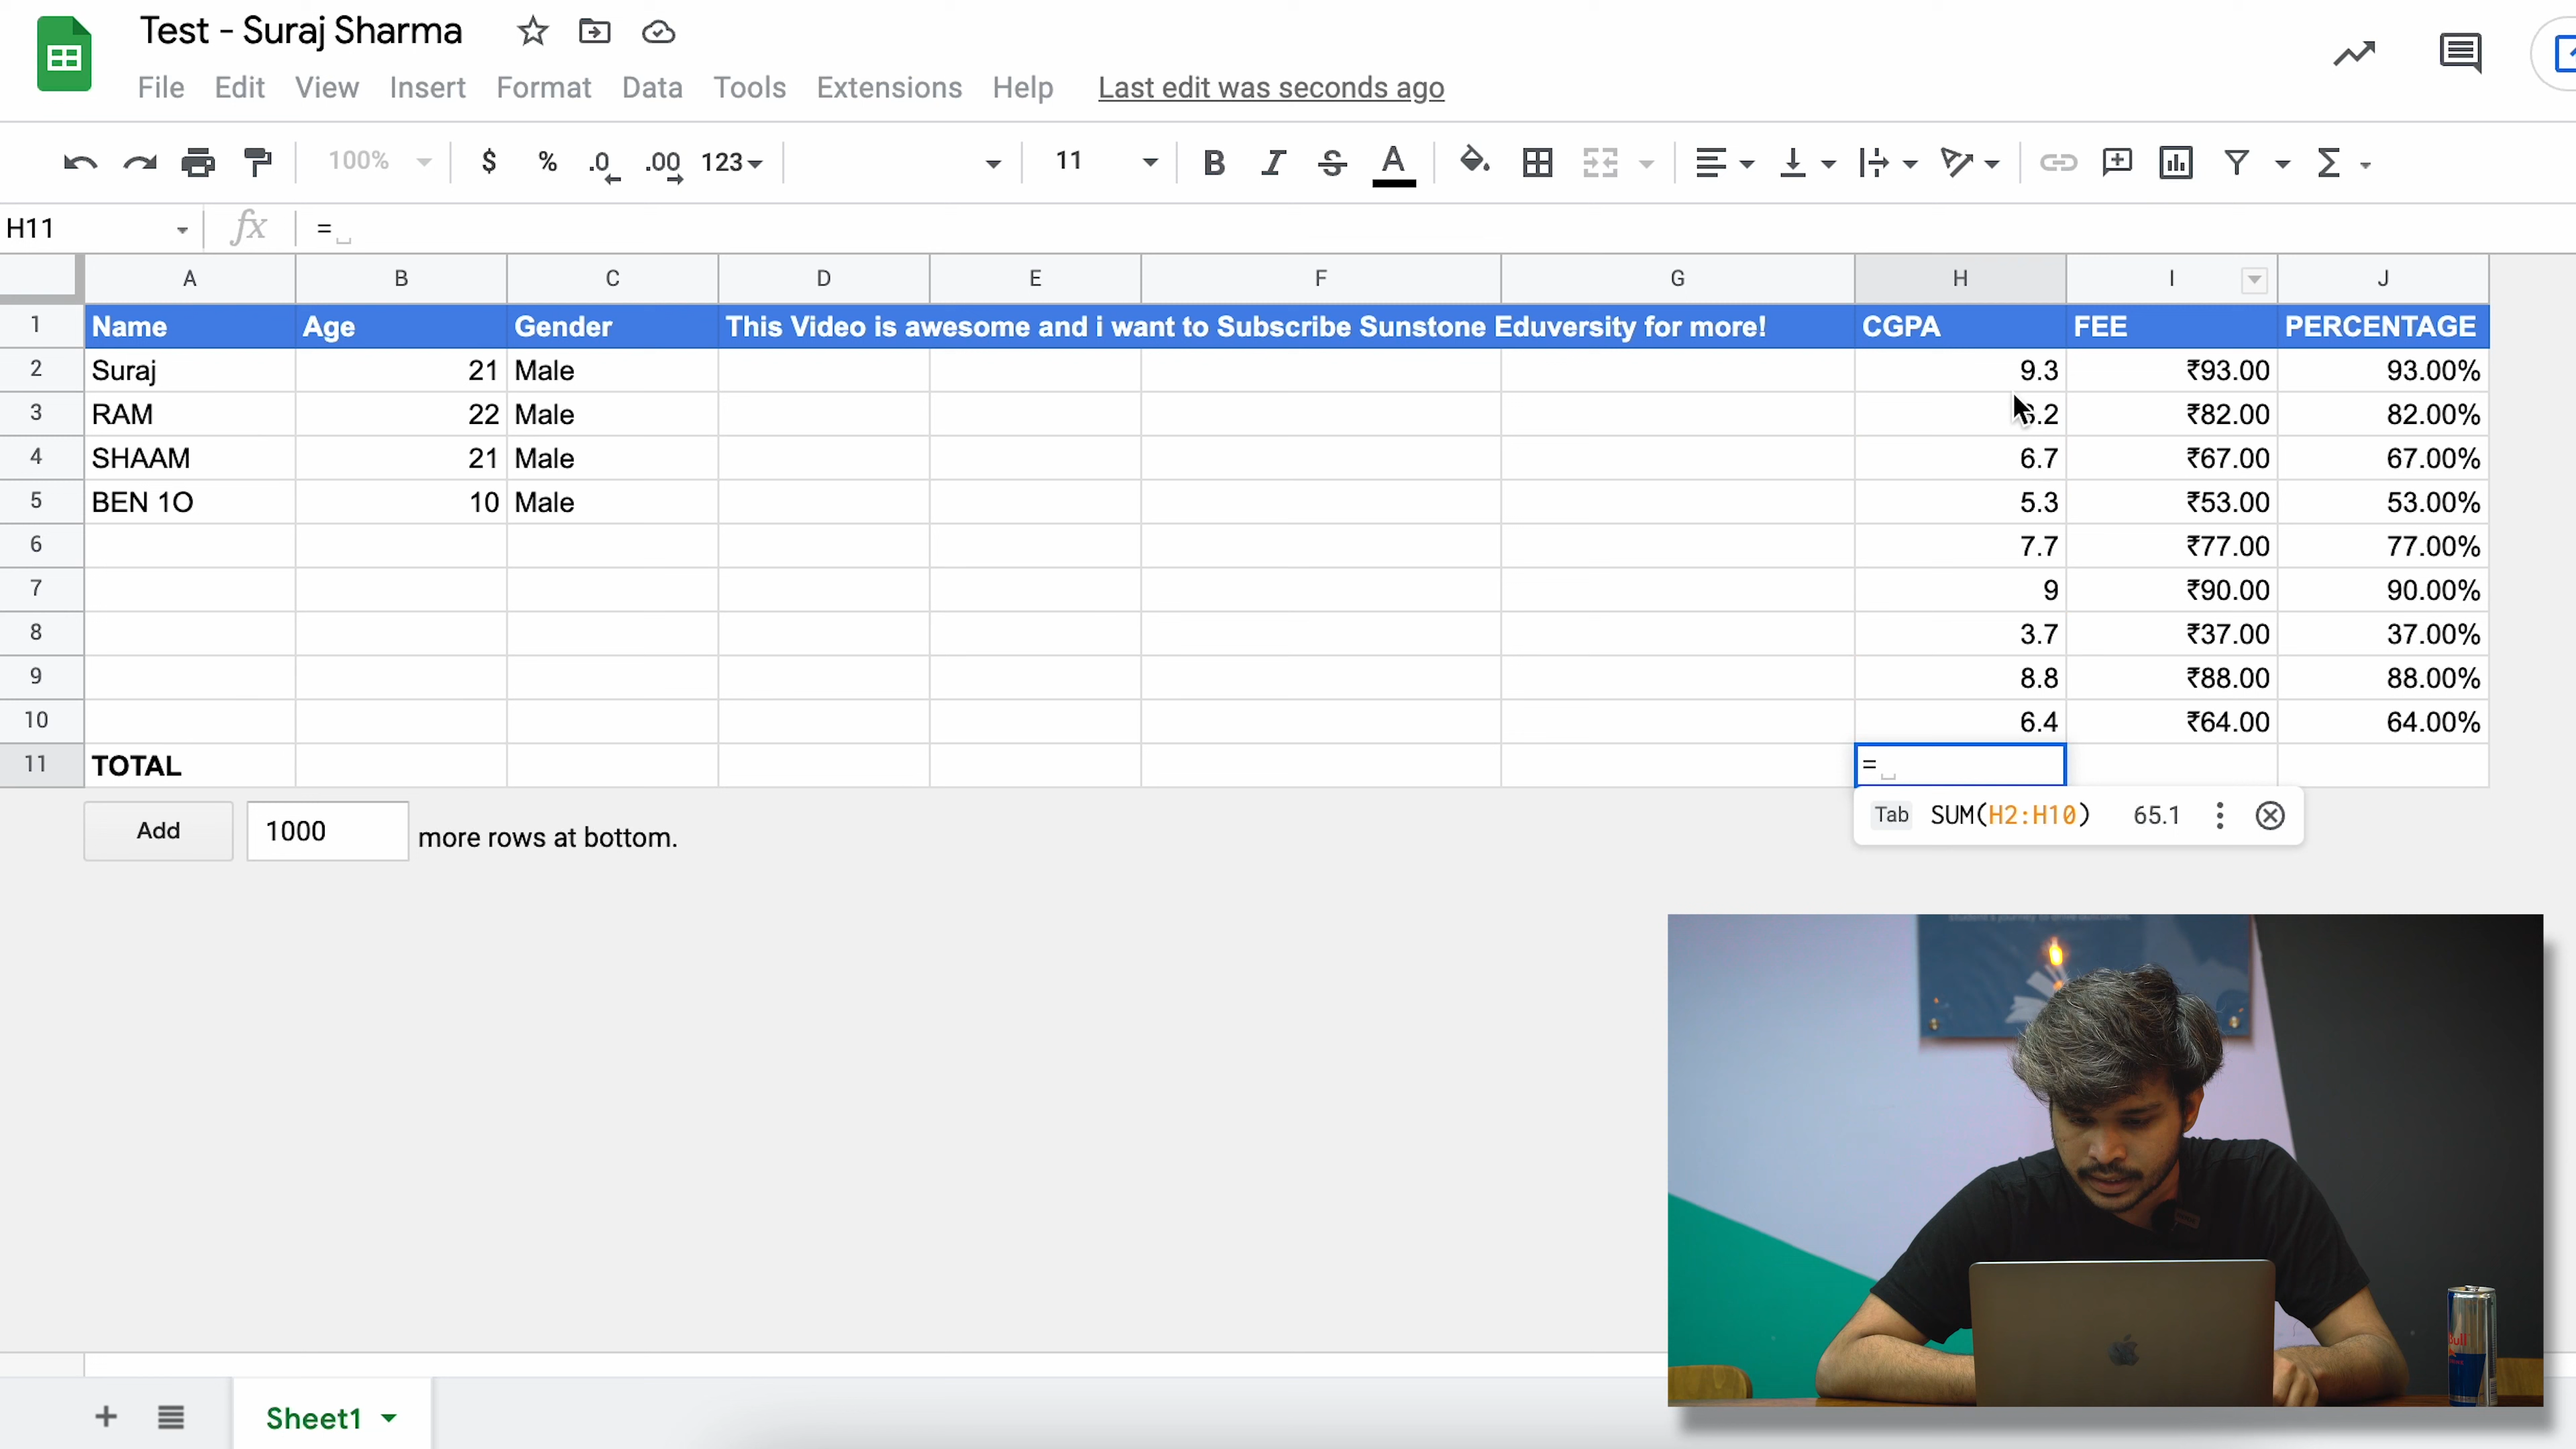 Test - Suraj Sharma
File Edit View Insert Format Data Tools Extensions Help Last edit was seconds ago
100% $ % .0 .00 123 11 B I S A Σ
H11 fx =
A B C D E F G H I J
1 Name Age Gender This Video is awesome and i want to Subscribe Sunstone Eduversity for more! CGPA FEE PERCENTAGE
2 Suraj 21 Male 9.3 ₹93.00 93.00%
3 RAM 22 Male .2 ₹82.00 82.00%
4 SHAAM 21 Male 6.7 ₹67.00 67.00%
5 BEN 1O 10 Male 5.3 ₹53.00 53.00%
6 7.7 ₹77.00 77.00%
7 9 ₹90.00 90.00%
8 3.7 ₹37.00 37.00%
9 8.8 ₹88.00 88.00%
10 6.4 ₹64.00 64.00%
11 TOTAL =
Tab SUM(H2:H10) 65.1
Add 1000 more rows at bottom.
Sheet1